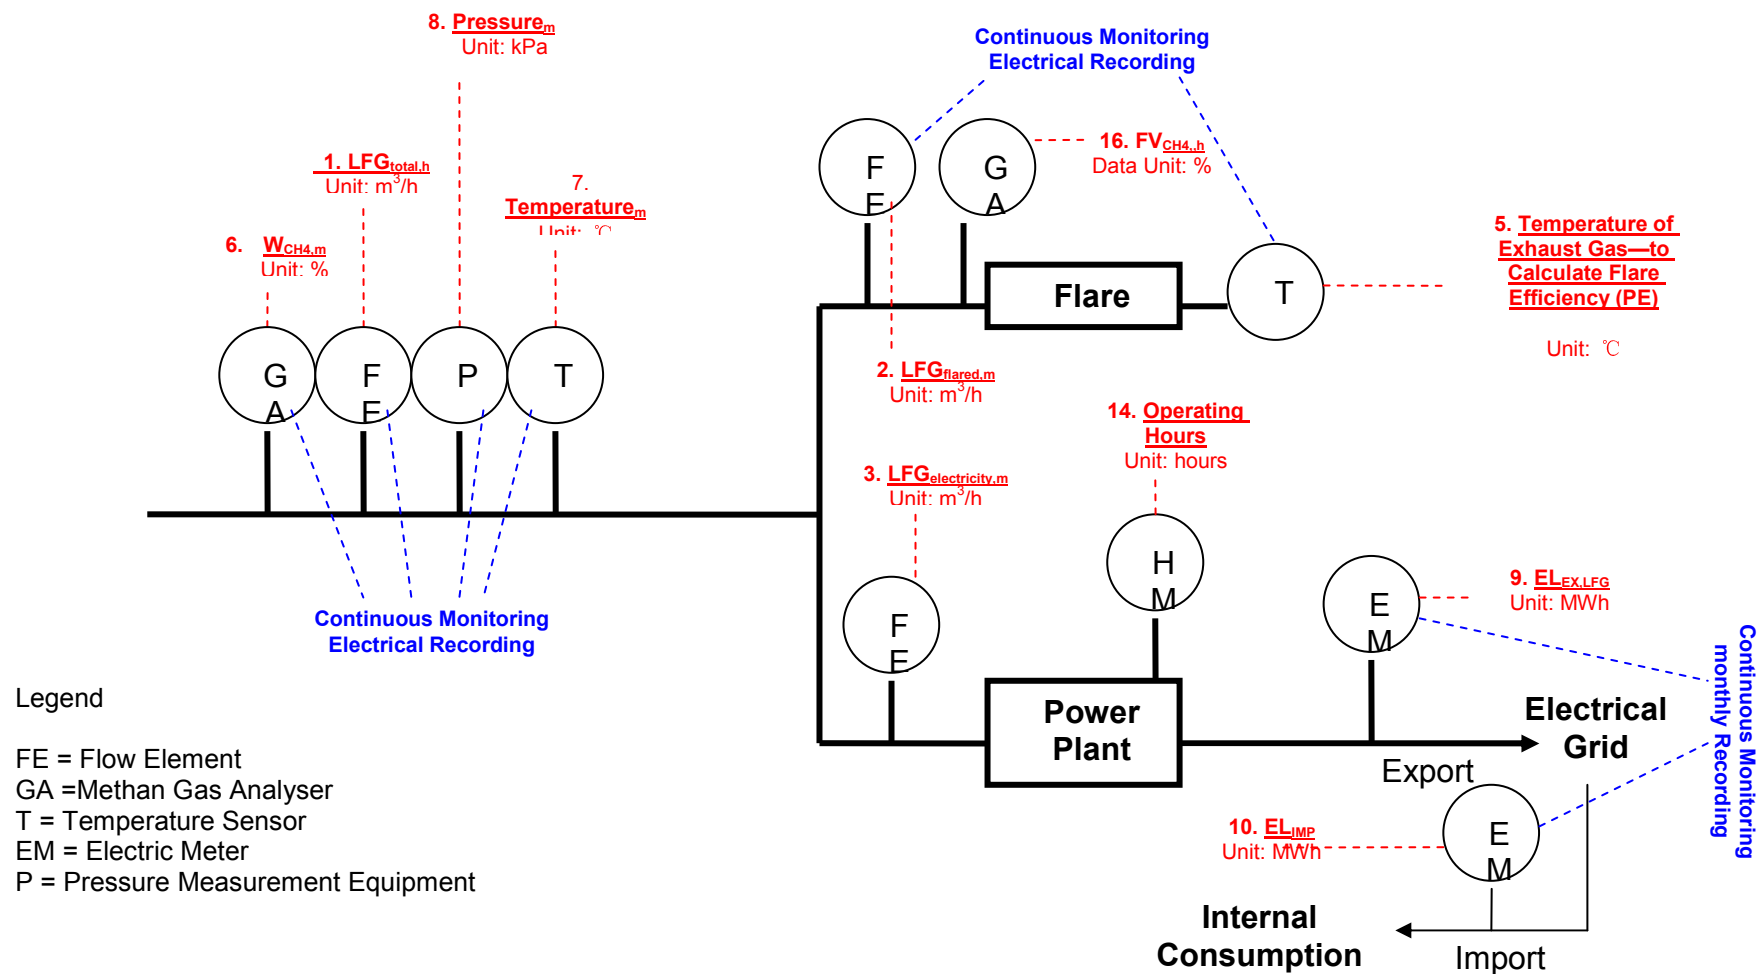 8. Pressurem
Unit: kPa
Continuous Monitoring
Electrical Recording
1. LFGtotal,h
Unit: m3/h
7.
Temperaturem
Unit: ℃
6. WCH4,m
Unit: %
F
E
G
A
16. FVCH4,,h
Data Unit: %
5. Temperature of
Exhaust Gas—to
Calculate Flare
Efficiency (PE)
Unit: ℃
Flare
T
G
A
F
E
P
T
2. LFGflared,m
Unit: m3/h
14. Operating
Hours
Unit: hours
3. LFGelectricity,m
Unit: m3/h
Continuous Monitoring
Electrical Recording
F
E
H
M
E
M
9. ELEX,LFG
Unit: MWh
Continuous Monitoring
monthly Recording
Power
Plant
Electrical
Grid
Export
10. ELIMP
Unit: MWh
E
M
Internal
Consumption
Import
Legend
FE = Flow Element
GA =Methan Gas Analyser
T = Temperature Sensor
EM = Electric Meter
P = Pressure Measurement Equipment